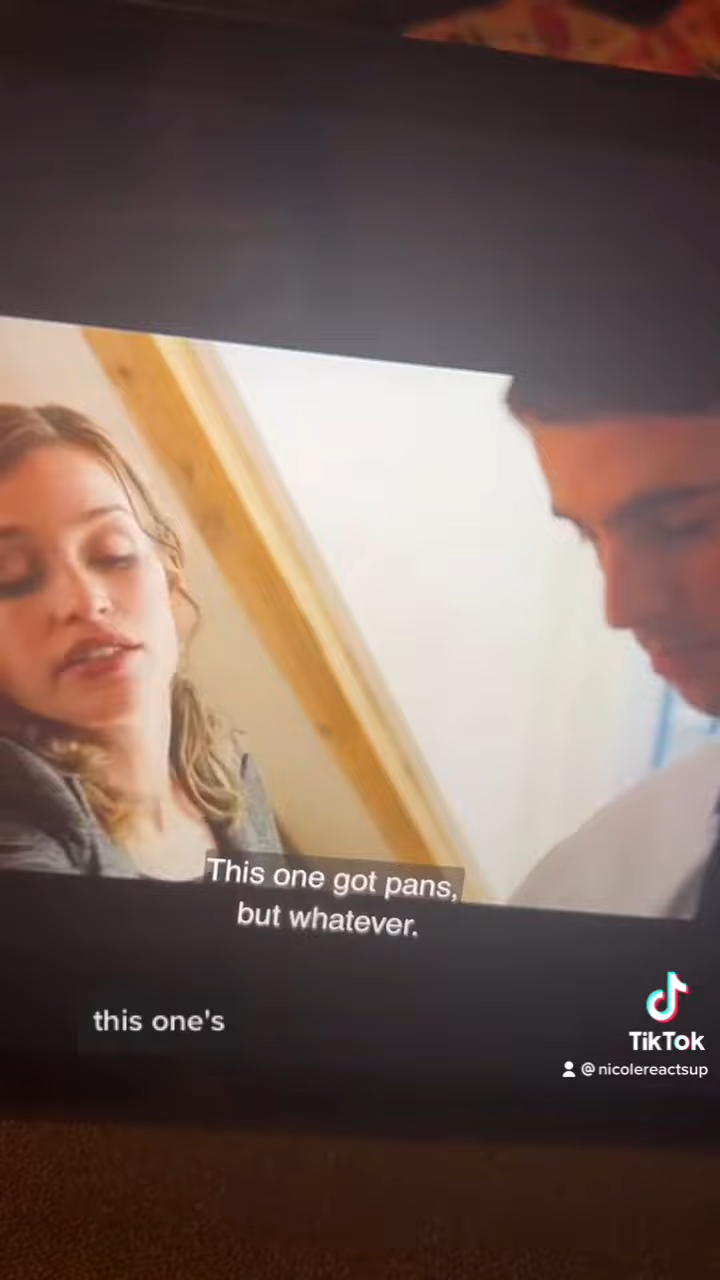 This one got pans,
but whatever.
this one's
TikTok
@nicolereactsup